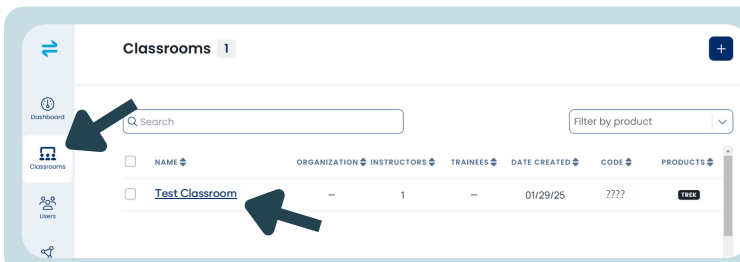 Classrooms 1
+
Dashboard
Search
Filter by product
Classrooms
NAME ORGANIZATION INSTRUCTORS TRAINEES DATE CREATED CODE PRODUCTS
Test Classroom – 1 – 01/29/25 ???? TREK
Users